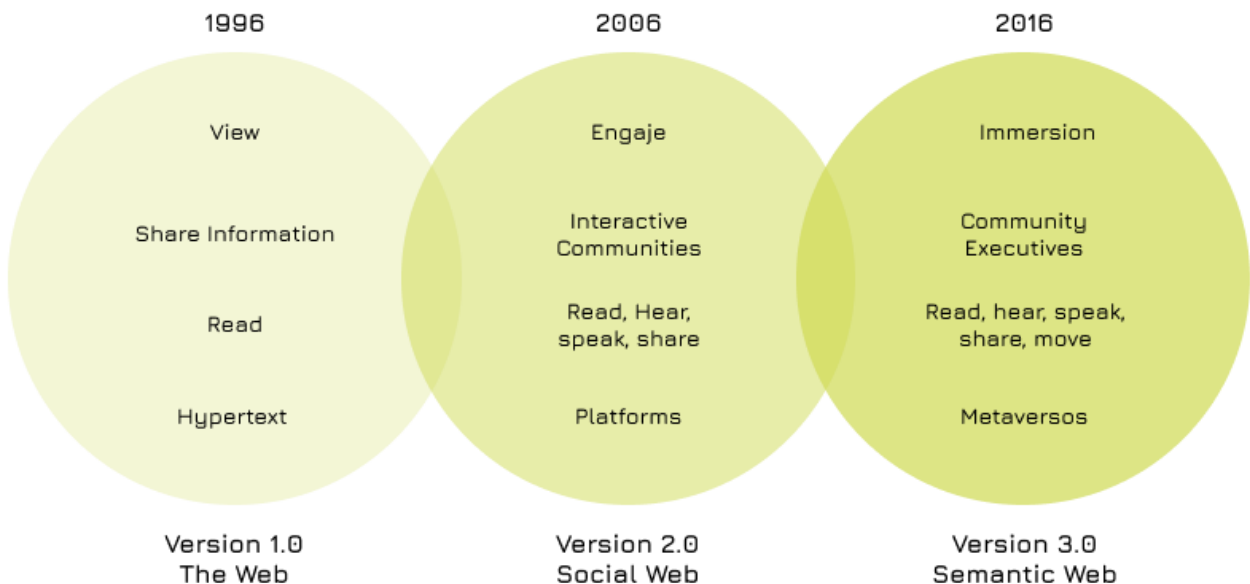 1996
View
Share Information
Read
Hypertext
Version 1.0
The Web
2006
Engaje
Interactive
Communities
Read, Hear,
speak, share
Platforms
Version 2.0
Social Web
2016
Immersion
Community
Executives
Read, hear, speak,
share, move
Metaversos
Version 3.0
Semantic Web